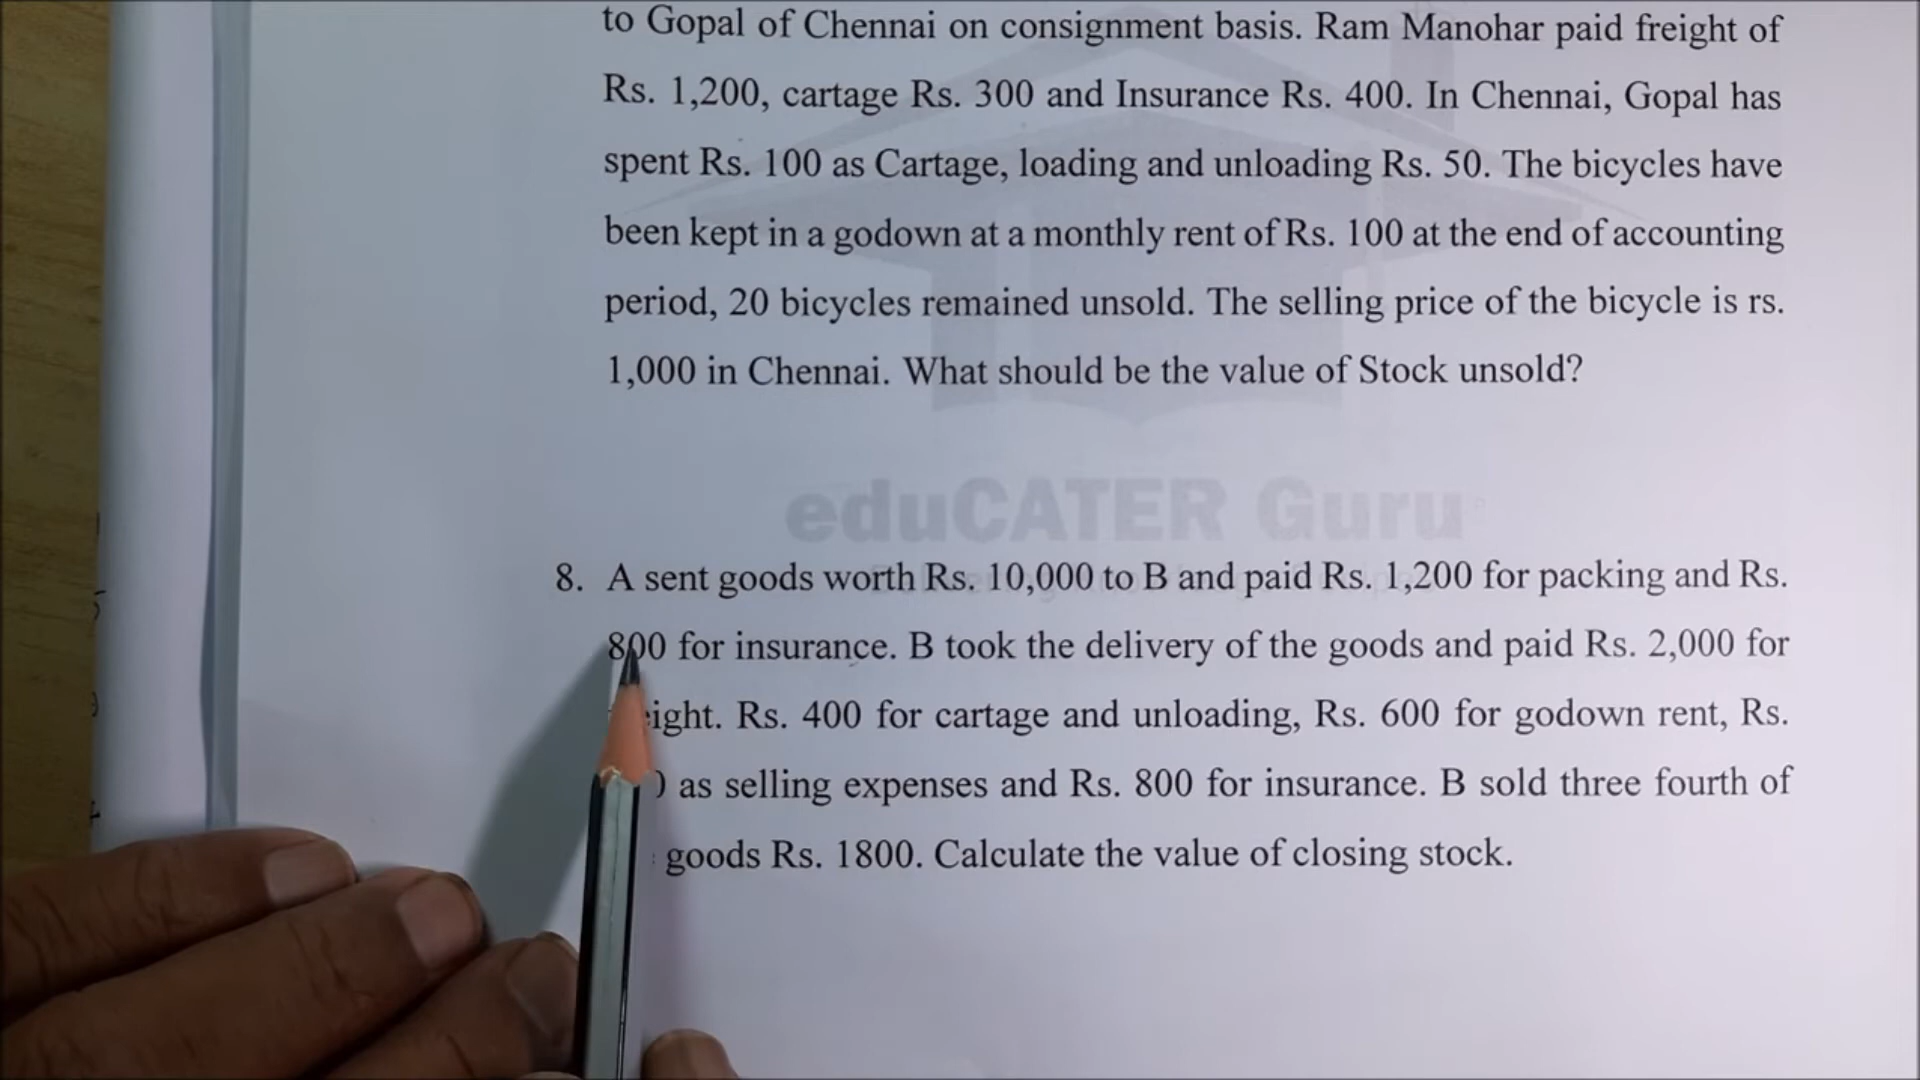 to Gopal of Chennai on consignment basis. Ram Manohar paid freight of
Rs. 1,200, cartage Rs. 300 and Insurance Rs. 400. In Chennai, Gopal has
spent Rs. 100 as Cartage, loading and unloading Rs. 50. The bicycles have
been kept in a godown at a monthly rent of Rs. 100 at the end of accounting
period, 20 bicycles remained unsold. The selling price of the bicycle is rs.
1,000 in Chennai. What should be the value of Stock unsold?
eduCATER Guru
8. A sent goods worth Rs. 10,000 to B and paid Rs. 1,200 for packing and Rs.
800 for insurance. B took the delivery of the goods and paid Rs. 2,000 for
ight. Rs. 400 for cartage and unloading, Rs. 600 for godown rent, Rs.
as selling expenses and Rs. 800 for insurance. B sold three fourth of
goods Rs. 1800. Calculate the value of closing stock.